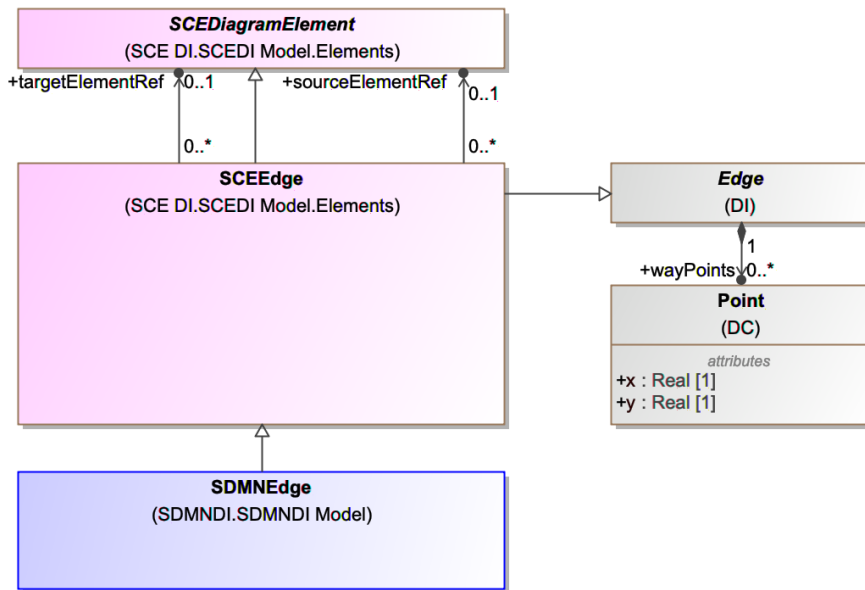 SCEDiagramElement
(SCE DI.SCEDI Model.Elements)
+targetElementRef
0..1
+sourceElementRef
0..1
0..*
0..*
SCEEdge
(SCE DI.SCEDI Model.Elements)
Edge
(DI)
1
+wayPoints
0..*
Point
(DC)
attributes
+x : Real [1]
+y : Real [1]
SDMNEdge
(SDMNDI.SDMNDI Model)